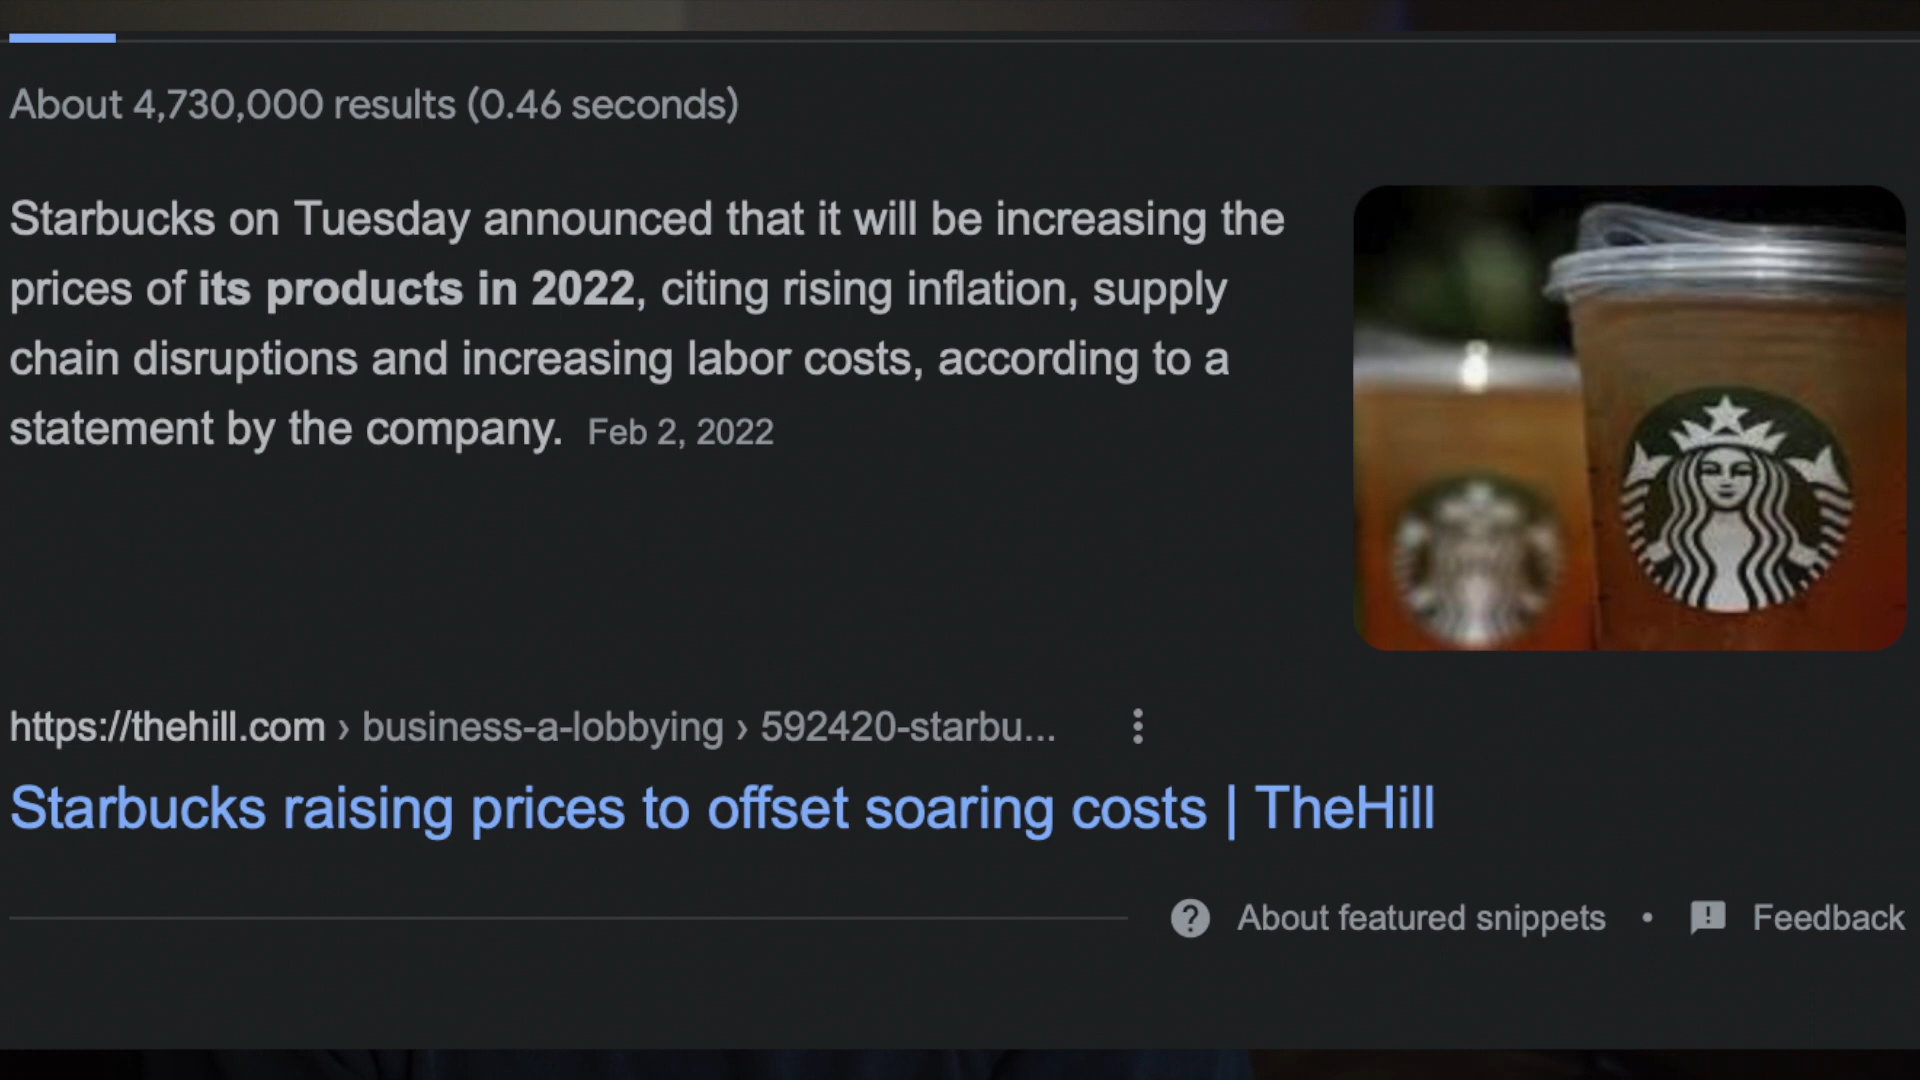 About 4,730,000 results (0.46 seconds)
Starbucks on Tuesday announced that it will be increasing the
prices of its products in 2022, citing rising inflation, supply
chain disruptions and increasing labor costs, according to a
statement by the company. Feb 2, 2022
https://thehill.com › business-a-lobbying › 592420-starbu...
Starbucks raising prices to offset soaring costs | TheHill
About featured snippets • Feedback